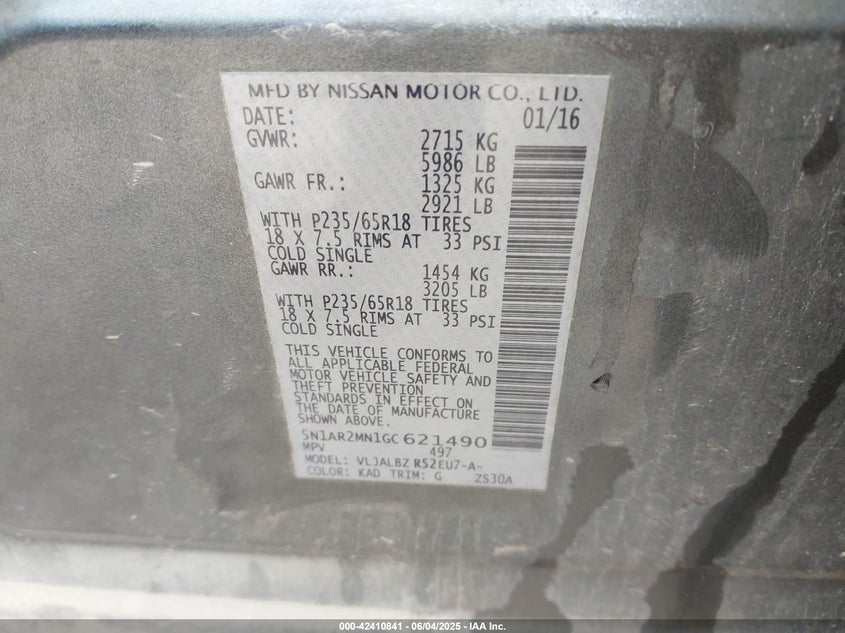 MFD BY NISSAN MOTOR CO., LTD.
DATE: 01/16
GVWR: 2715 KG
5986 LB
GAWR FR.: 1325 KG
2921 LB
WITH P235/65R18 TIRES
18 X 7.5 RIMS AT 33 PSI
COLD SINGLE
GAWR RR.: 1454 KG
3205 LB
WITH P235/65R18 TIRES
18 X 7.5 RIMS AT 33 PSI
COLD SINGLE
THIS VEHICLE CONFORMS TO
ALL APPLICABLE FEDERAL
MOTOR VEHICLE SAFETY AND
THEFT PREVENTION
STANDARDS IN EFFECT ON
THE DATE OF MANUFACTURE
SHOWN ABOVE.
5N1AR2MN1GC621490
MPV 497
MODEL: VLJALBZ R52EU7-A-
COLOR: KAD TRIM: G ZS30A
000-42410841 - 06/04/2025 - IAA Inc.